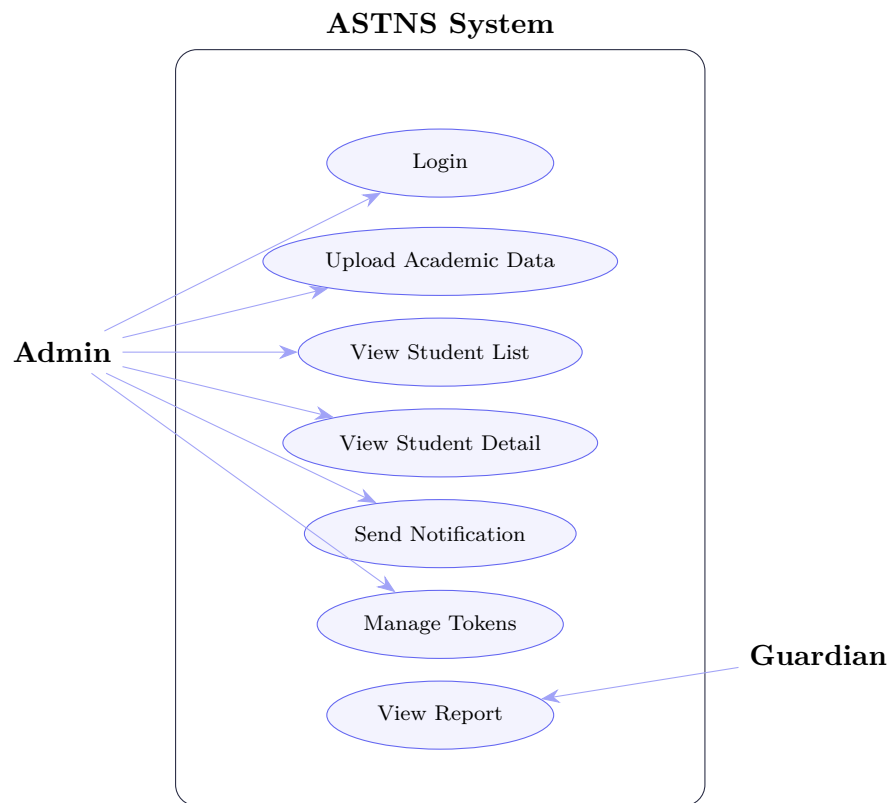 ASTNS System
Login
Upload Academic Data
View Student List
Admin
View Student Detail
Send Notification
Manage Tokens
Guardian
View Report